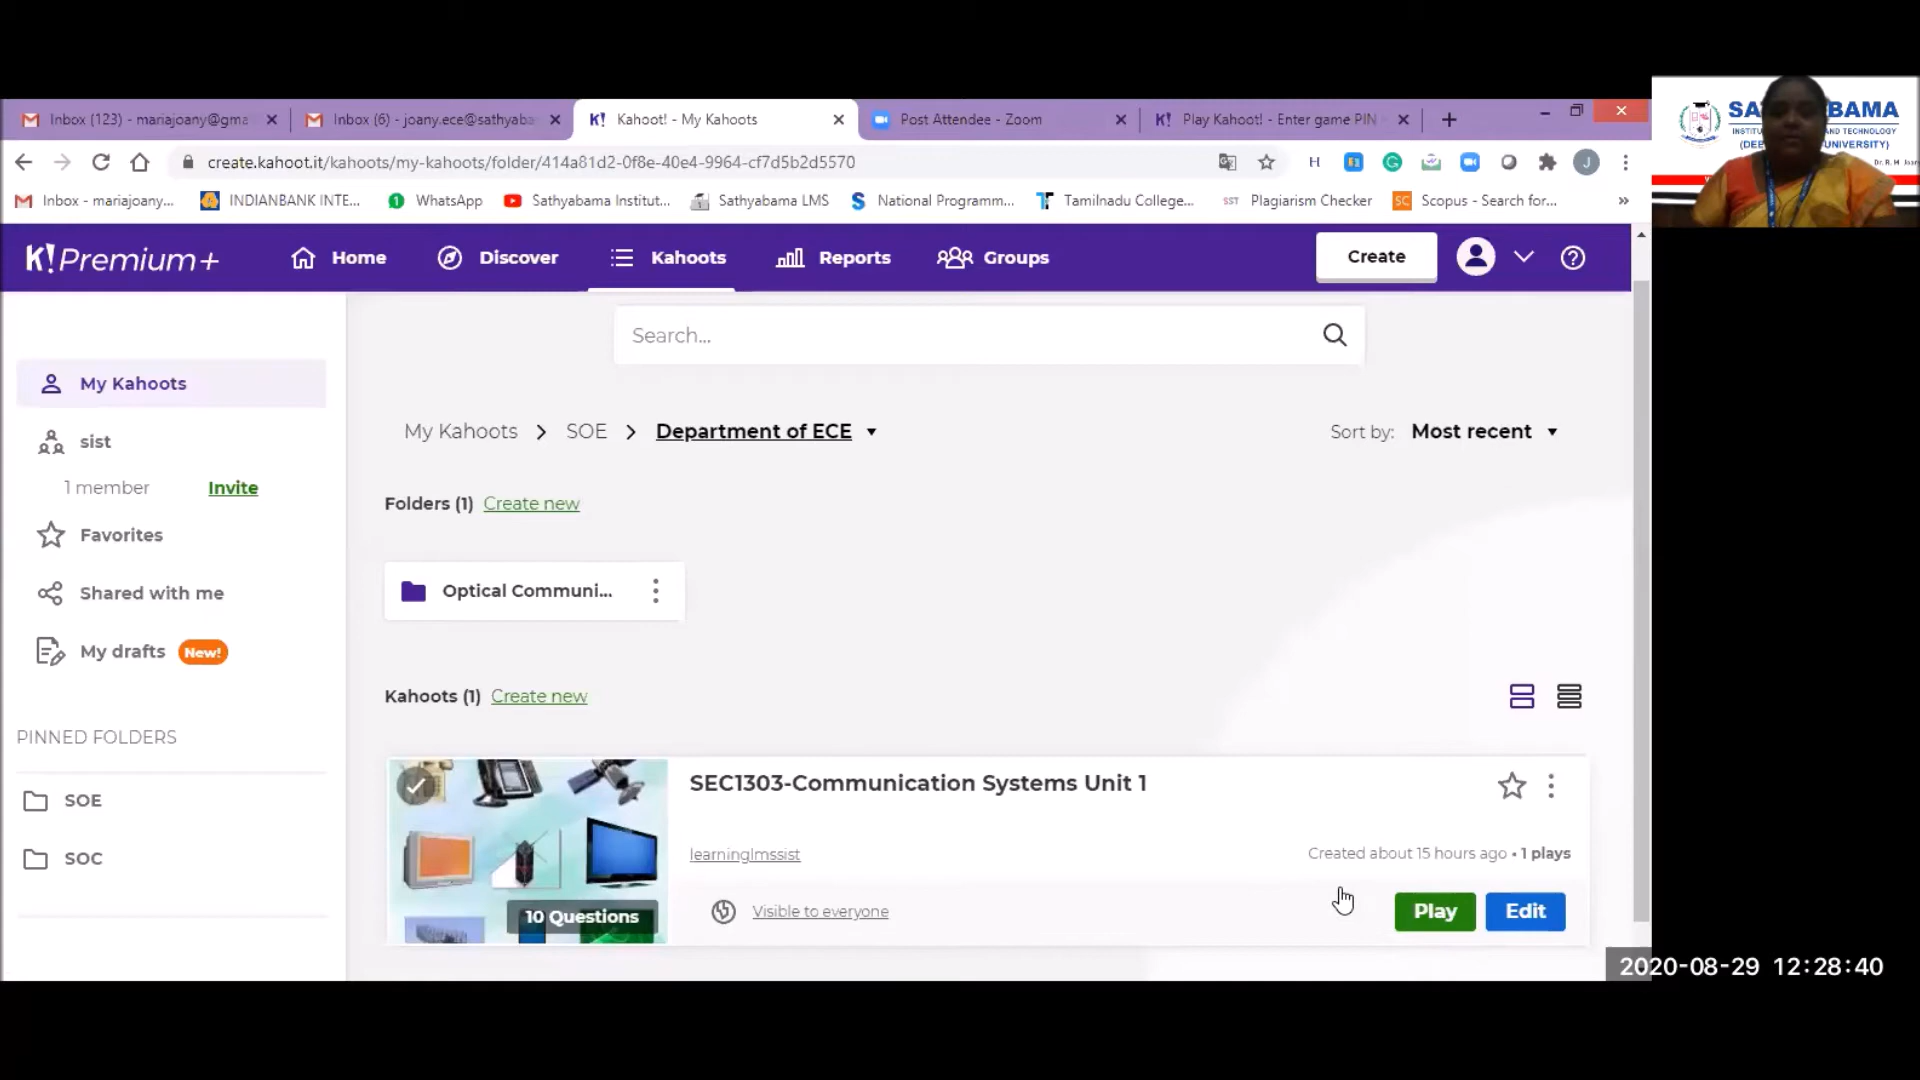 Inbox (123) - mariajoany@gma
Inbox (6) - joany.ece@sathyaba
K! Kahoot! - My Kahoots
Post Attendee - Zoom
K! Play Kahoot! - Enter game PIN
create.kahoot.it/kahoots/my-kahoots/folder/414a81d2-0f8e-40e4-9964-cf7d5b2d5570
H
J
Inbox - mariajoany...
INDIANBANK INTE...
1 WhatsApp
Sathyabama Institut...
Sathyabama LMS
National Programm...
Tamilnadu College...
SST Plagiarism Checker
SC Scopus - Search for...
»
K! Premium+
Home
Discover
Kahoots
Reports
Groups
Create
?
Search...
My Kahoots
sist
1 member Invite
Favorites
Shared with me
My drafts New!
PINNED FOLDERS
SOE
SOC
My Kahoots > SOE > Department of ECE
Sort by: Most recent
Folders (1) Create new
Optical Communi...
Kahoots (1) Create new
10 Questions
SEC1303-Communication Systems Unit 1
learninglmssist
Created about 15 hours ago • 1 plays
Visible to everyone
Play Edit
AND TECHNOLOGY
UNIVERSITY)
2020-08-29 12:28:40